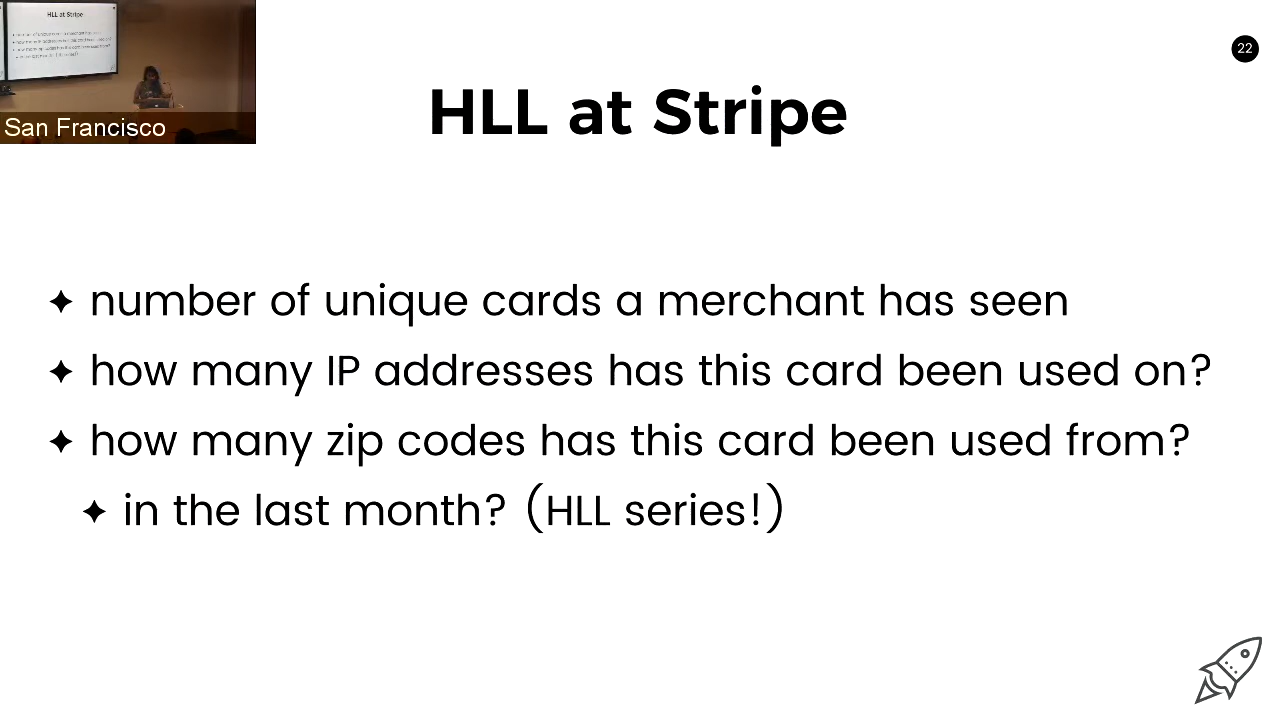 HLL at Stripe
San Francisco
22
HLL at Stripe
✦ number of unique cards a merchant has seen
✦ how many IP addresses has this card been used on?
✦ how many zip codes has this card been used from?
✦ in the last month? (HLL series!)